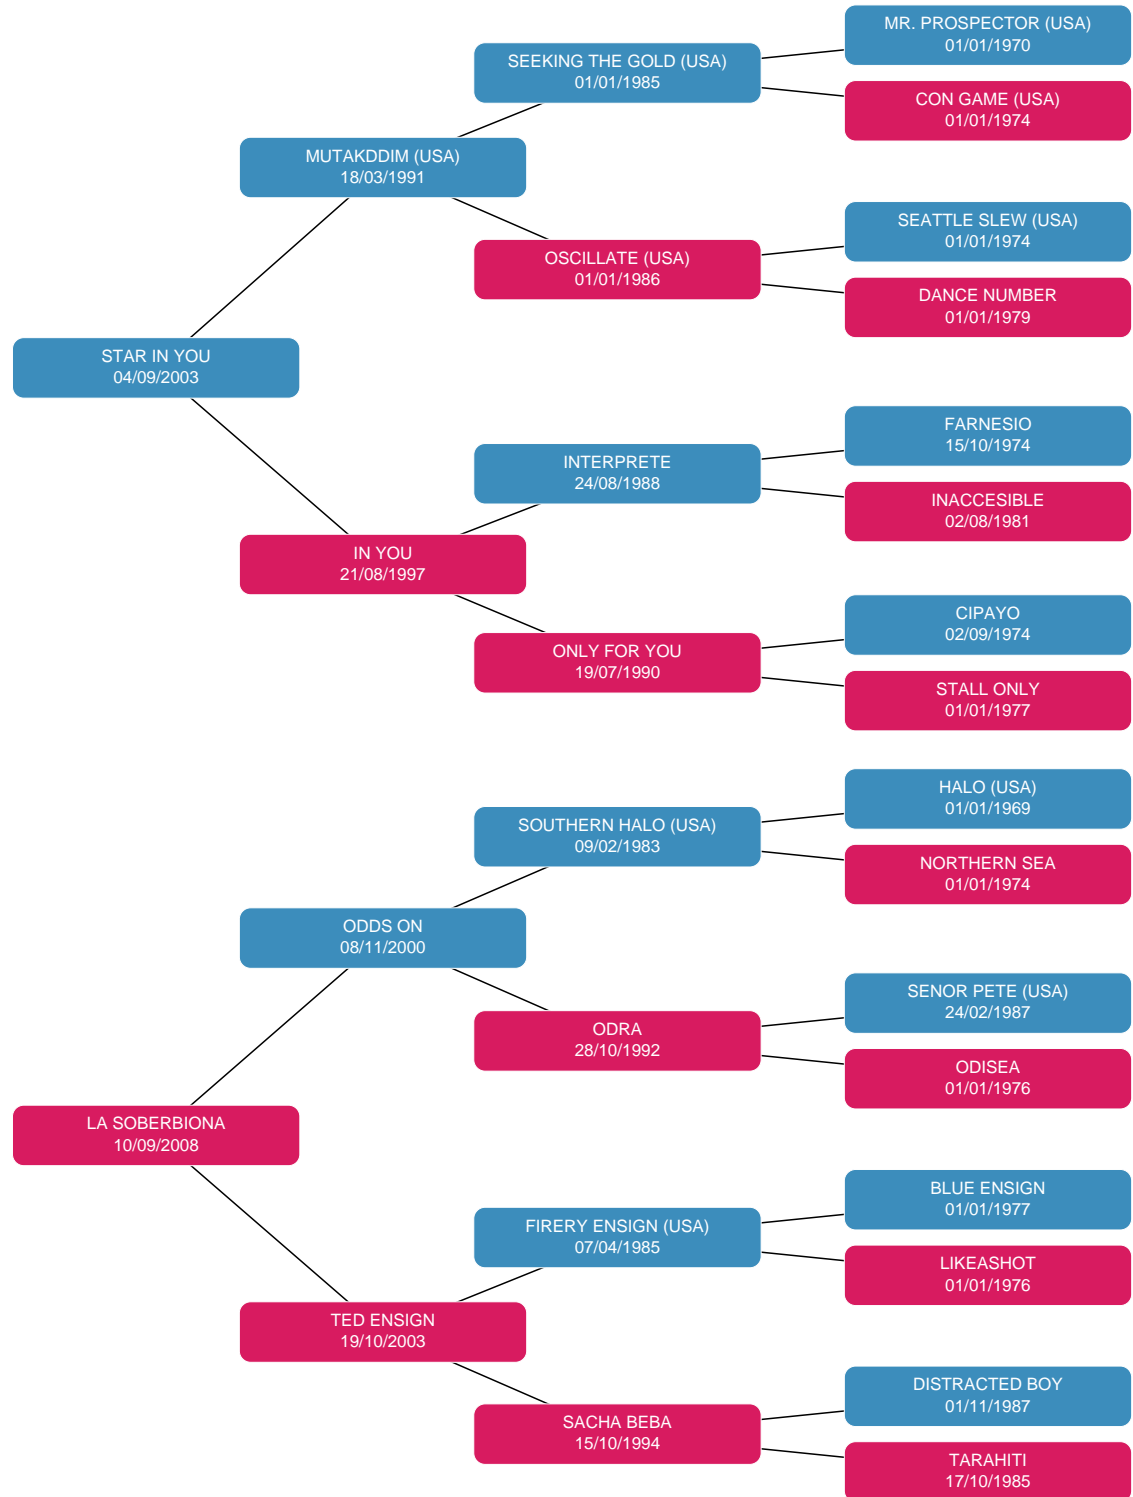 MR. PROSPECTOR (USA)
01/01/1970
SEEKING THE GOLD (USA)
01/01/1985
CON GAME (USA)
01/01/1974
MUTAKDDIM (USA)
18/03/1991
SEATTLE SLEW (USA)
01/01/1974
OSCILLATE (USA)
01/01/1986
DANCE NUMBER
01/01/1979
STAR IN YOU
04/09/2003
FARNESIO
15/10/1974
INTERPRETE
24/08/1988
INACCESIBLE
02/08/1981
IN YOU
21/08/1997
CIPAYO
02/09/1974
ONLY FOR YOU
19/07/1990
STALL ONLY
01/01/1977
HALO (USA)
01/01/1969
SOUTHERN HALO (USA)
09/02/1983
NORTHERN SEA
01/01/1974
ODDS ON
08/11/2000
SENOR PETE (USA)
24/02/1987
ODRA
28/10/1992
ODISEA
01/01/1976
LA SOBERBIONA
10/09/2008
BLUE ENSIGN
01/01/1977
FIRERY ENSIGN (USA)
07/04/1985
LIKEASHOT
01/01/1976
TED ENSIGN
19/10/2003
DISTRACTED BOY
01/11/1987
SACHA BEBA
15/10/1994
TARAHITI
17/10/1985